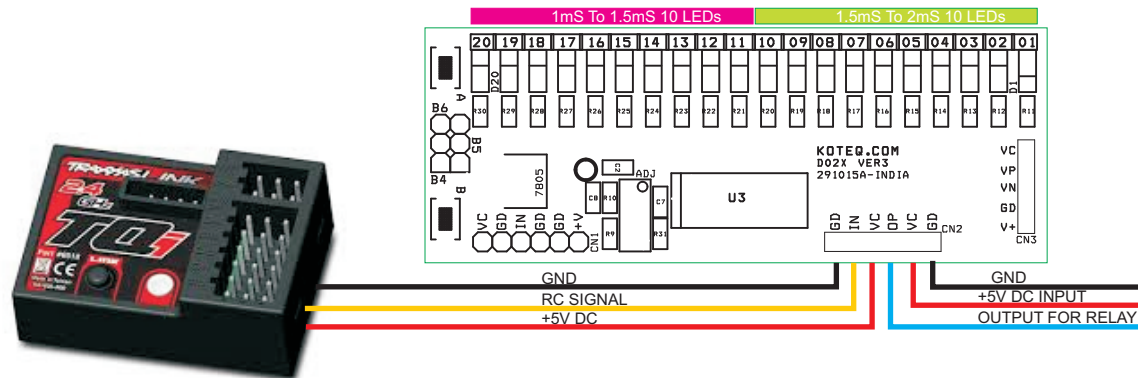 1mS To 1.5mS 10 LEDs 1.5mS To 2mS 10 LEDs
20 19 18 17 16 15 14 13 12 11 10 09 08 07 06 05 04 03 02 01
D20 D1
A
R30 R29 R28 R27 R26 R25 R24 R23 R22 R21 R20 R19 R18 R17 R16 R15 R14 R13 R12 R11
B6
B5
B4
B
7805
C2
ADJ
C8 R10 C7
R9 R31
U3
KOTEQ.COM
D02X VER3
291015A-INDIA
VC
VP
VN
GD
V+
CN3
VC GD IN GD GD +V
CN1
GD IN VC OP VC GD
CN2
TRAXXAS LINK
2.4
GHz
TQi
LINK
CE
GND
RC SIGNAL
+5V DC
GND
+5V DC INPUT
OUTPUT FOR RELAY